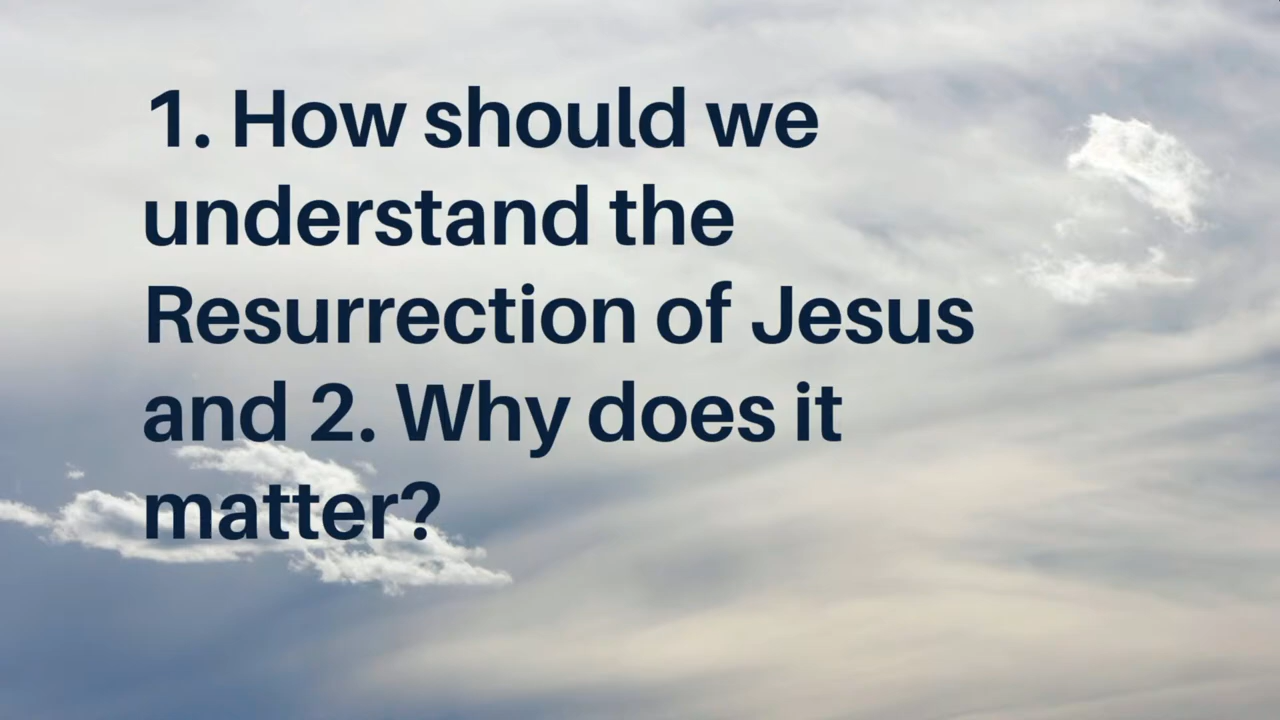 1. How should we
understand the
Resurrection of Jesus
and 2. Why does it
matter?